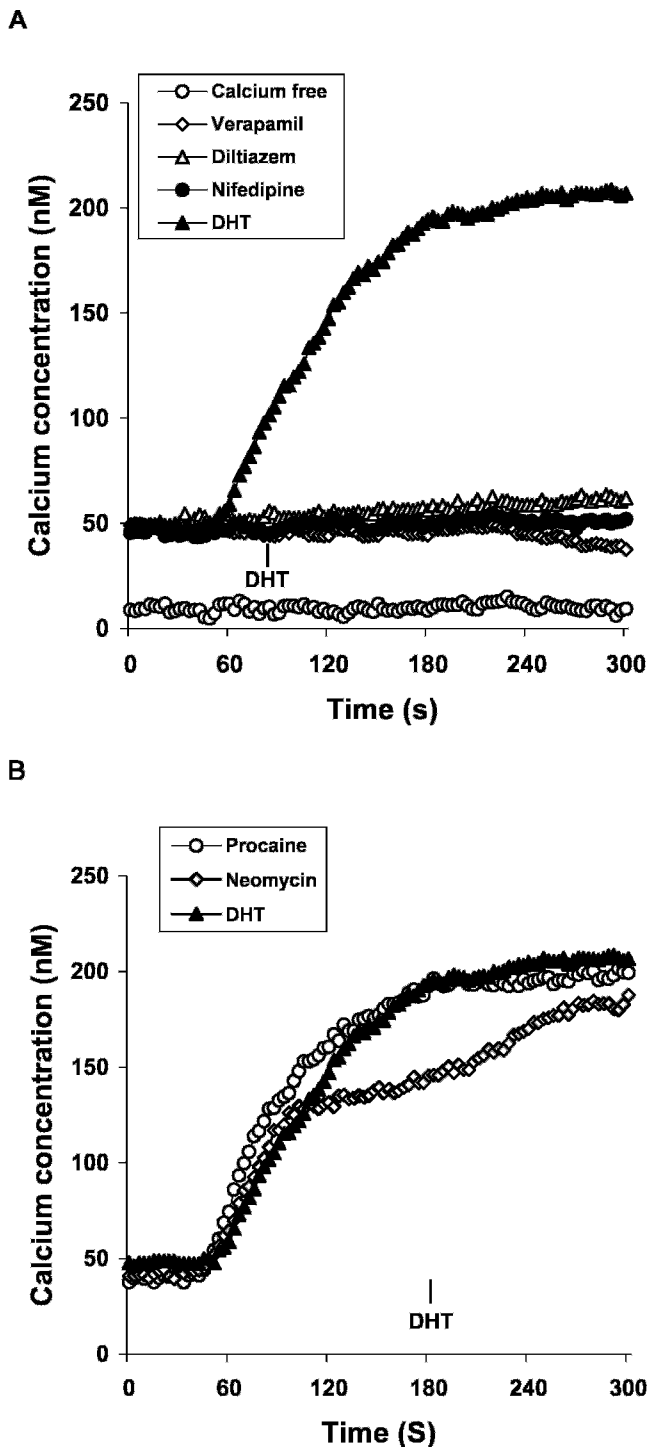 A
Calcium free
Verapamil
Diltiazem
Nifedipine
DHT
Calcium concentration (nM)
250
200
150
100
50
0
DHT
0 60 120 180 240 300
Time (s)
B
Procaine
Neomycin
DHT
Calcium concentration (nM)
250
200
150
100
50
0
DHT
0 60 120 180 240 300
Time (S)